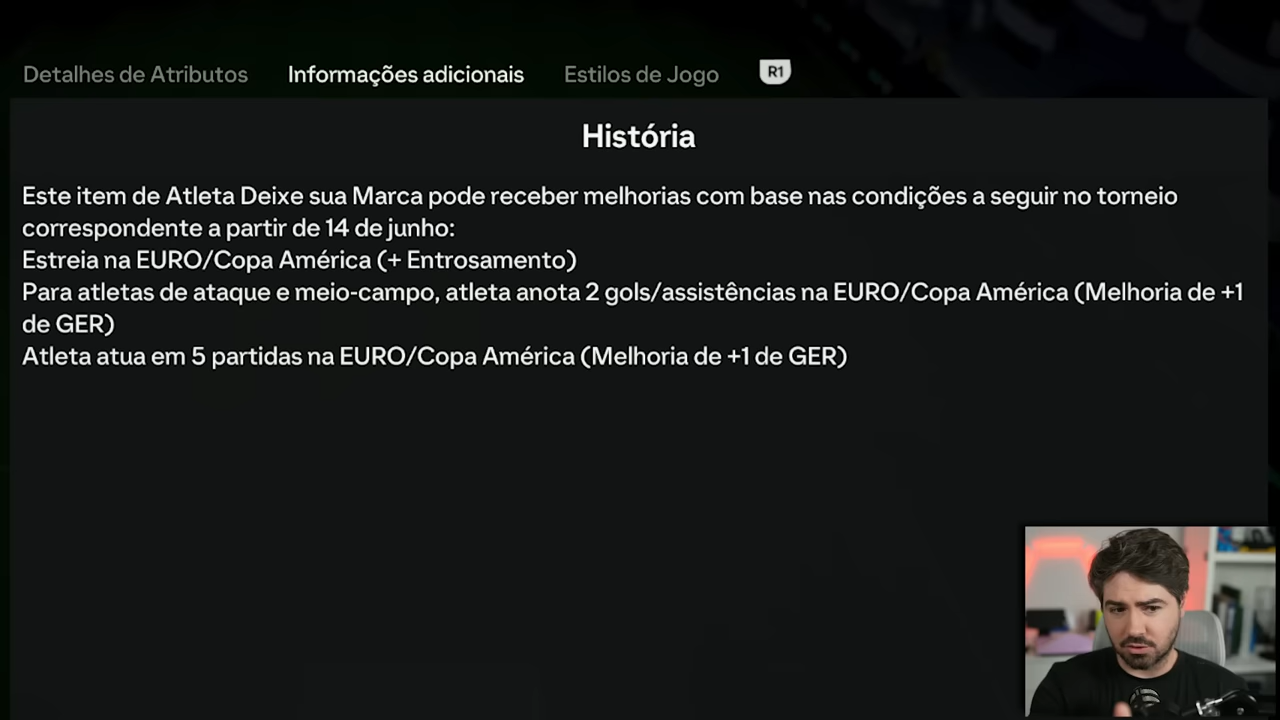 Detalhes de Atributos
Informações adicionais
Estilos de Jogo
R1
História
Este item de Atleta Deixe sua Marca pode receber melhorias com base nas condições a seguir no torneio
correspondente a partir de 14 de junho:
Estreia na EURO/Copa América (+ Entrosamento)
Para atletas de ataque e meio-campo, atleta anota 2 gols/assistências na EURO/Copa América (Melhoria de +1
de GER)
Atleta atua em 5 partidas na EURO/Copa América (Melhoria de +1 de GER)